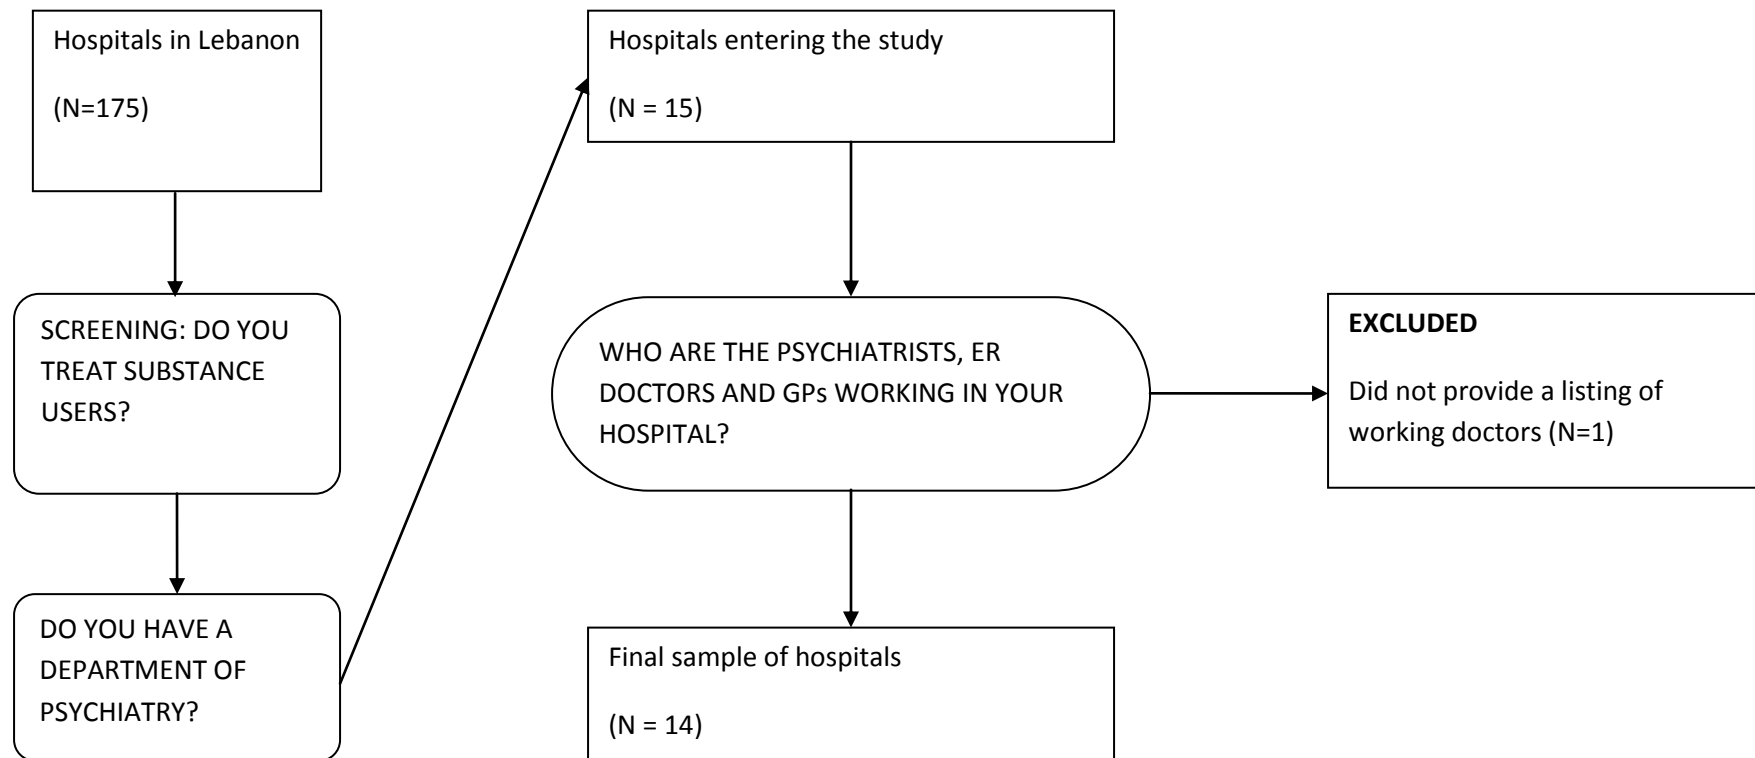 Hospitals in Lebanon
(N=175)
SCREENING: DO YOU
TREAT SUBSTANCE
USERS?
DO YOU HAVE A
DEPARTMENT OF
PSYCHIATRY?
Hospitals entering the study
(N = 15)
WHO ARE THE PSYCHIATRISTS, ER
DOCTORS AND GPs WORKING IN YOUR
HOSPITAL?
EXCLUDED
Did not provide a listing of
working doctors (N=1)
Final sample of hospitals
(N = 14)